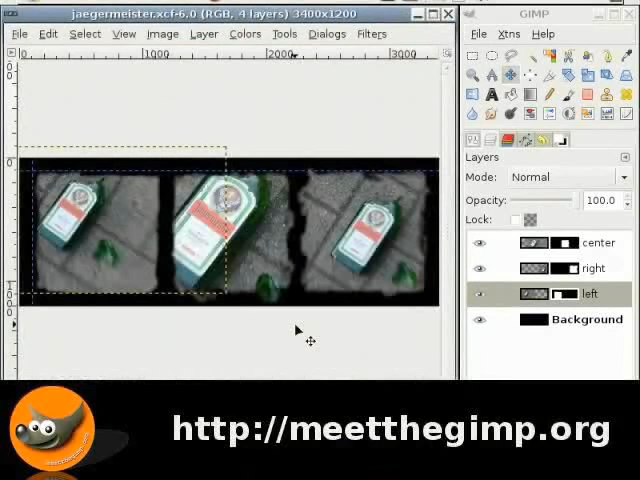 jaegermeister.xcf-6.0 (RGB, 4 layers) 3400x1200
File Edit Select View Image Layer Colors Tools Dialogs Filters
0 1000 2000 3000
GIMP
File Xtns Help
Layers
Mode: Normal
Opacity: 100.0
Lock:
center
right
left
Background
http://meetthegimp.org